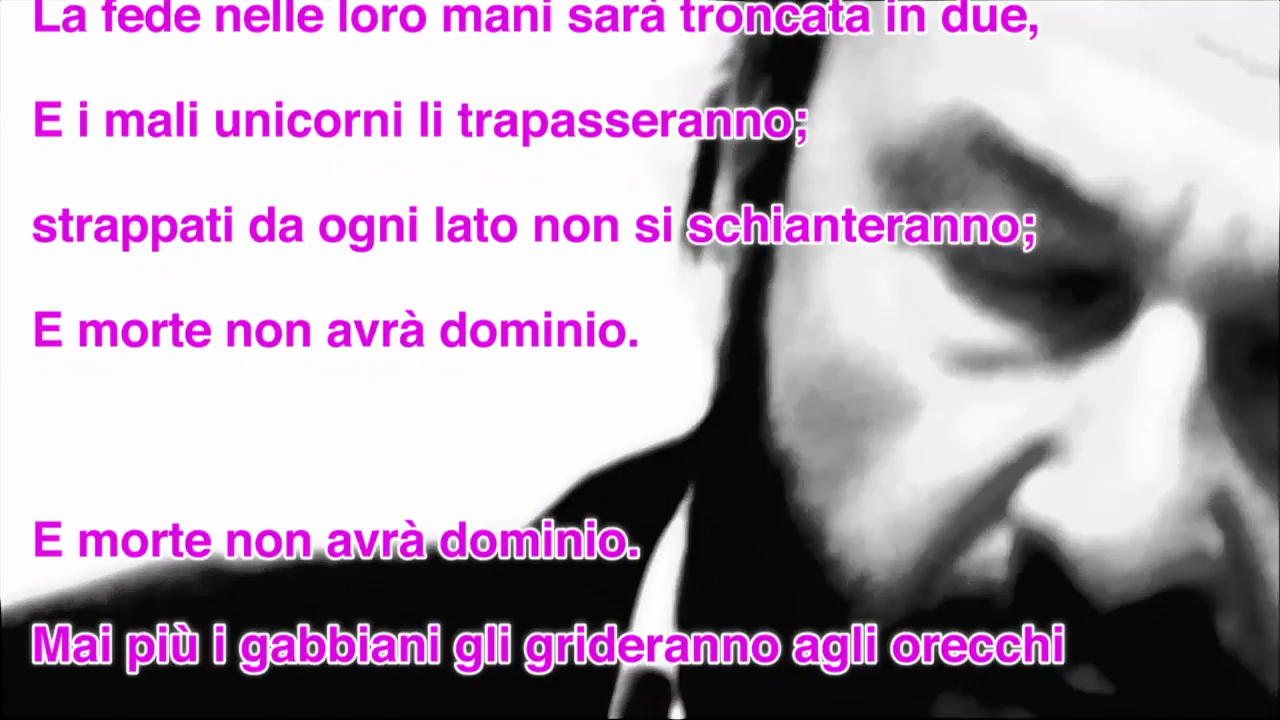 La fede nelle loro mani sarà troncata in due,
E i mali unicorni li trapasseranno;
strappati da ogni lato non si schianteranno;
E morte non avrà dominio.
E morte non avrà dominio.
Mai più i gabbiani gli grideranno agli orecchi